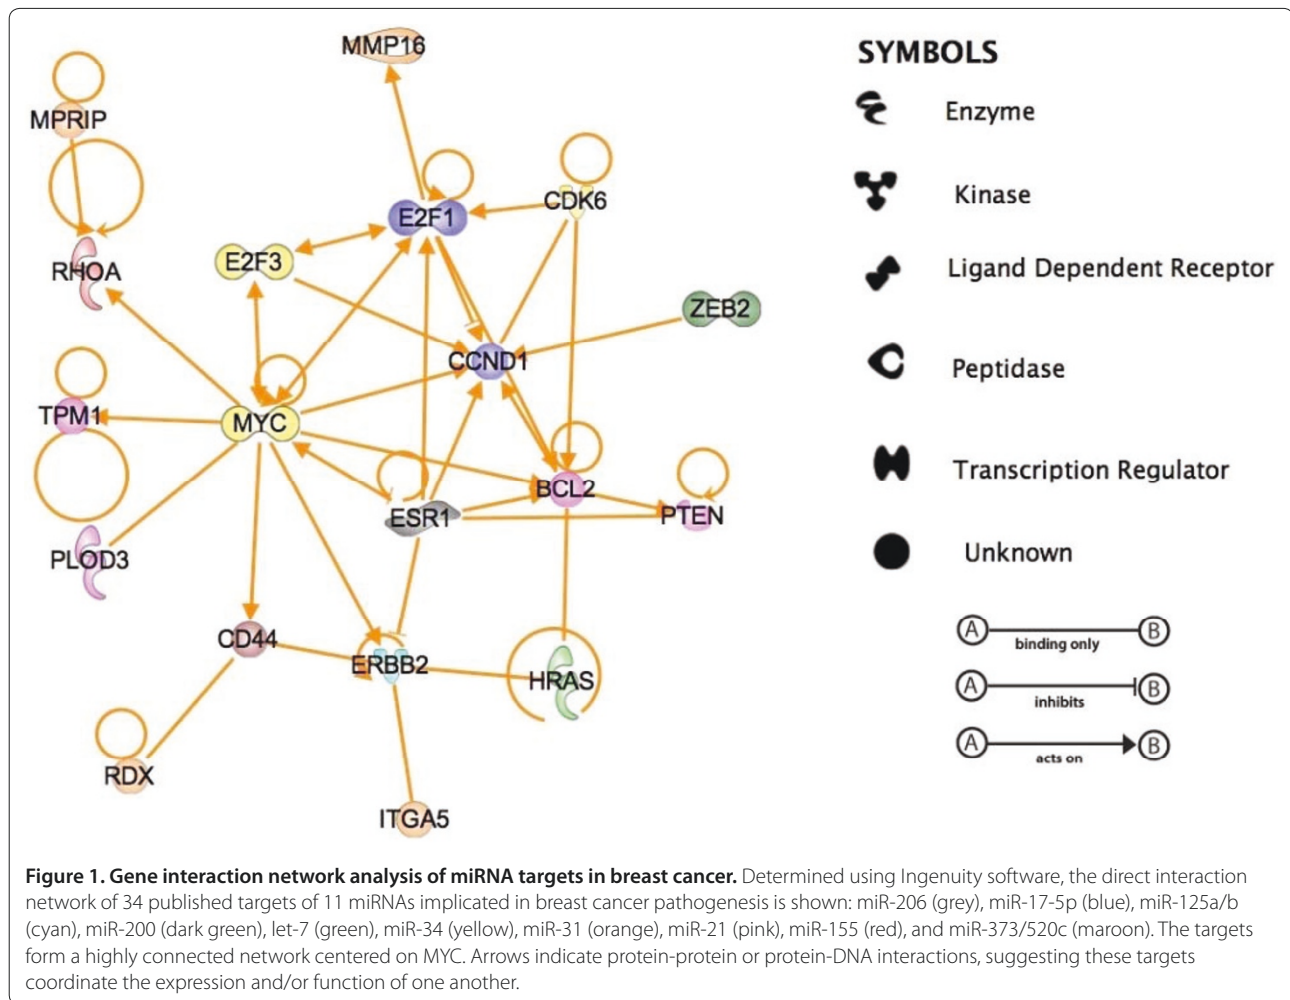 MMP16
MPRIP
E2F1
CDK6
E2F3
RHOA
ZEB2
CCND1
TPM1
MYC
BCL2
ESR1
PTEN
PLOD3
CD44
ERBB2
HRAS
RDX
ITGA5
SYMBOLS
Enzyme
Kinase
Ligand Dependent Receptor
Peptidase
Transcription Regulator
Unknown
A B
binding only
A B
inhibits
A B
acts on
Figure 1. Gene interaction network analysis of miRNA targets in breast cancer. Determined using Ingenuity software, the direct interaction
network of 34 published targets of 11 miRNAs implicated in breast cancer pathogenesis is shown: miR-206 (grey), miR-17-5p (blue), miR-125a/b
(cyan), miR-200 (dark green), let-7 (green), miR-34 (yellow), miR-31 (orange), miR-21 (pink), miR-155 (red), and miR-373/520c (maroon). The targets
form a highly connected network centered on MYC. Arrows indicate protein-protein or protein-DNA interactions, suggesting these targets
coordinate the expression and/or function of one another.